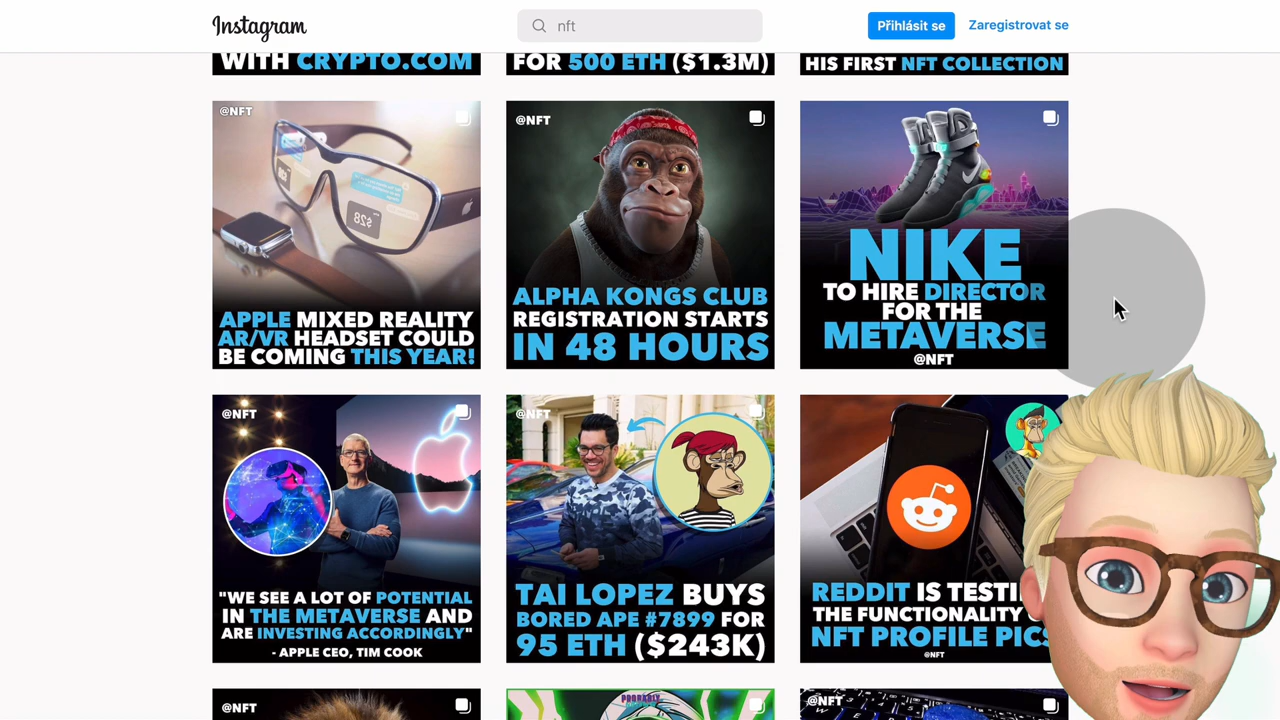 Instagram
nft
Přihlásit se
Zaregistrovat se
WITH CRYPTO.COM
FOR 500 ETH ($1.3M)
HIS FIRST NFT COLLECTION
@NFT
$28
APPLE MIXED REALITY
AR/VR HEADSET COULD
BE COMING THIS YEAR!
@NFT
ALPHA KONGS CLUB
REGISTRATION STARTS
IN 48 HOURS
NIKE
TO HIRE DIRECTOR
FOR THE
METAVERSE
@NFT
@NFT
"WE SEE A LOT OF POTENTIAL
IN THE METAVERSE AND
ARE INVESTING ACCORDINGLY"
- APPLE CEO, TIM COOK
@NFT
TAI LOPEZ BUYS
BORED APE #7899 FOR
95 ETH ($243K)
REDDIT IS TESTIN
THE FUNCTIONALITY
NFT PROFILE PICS
@NFT
@NFT
PROBABLY
@NFT